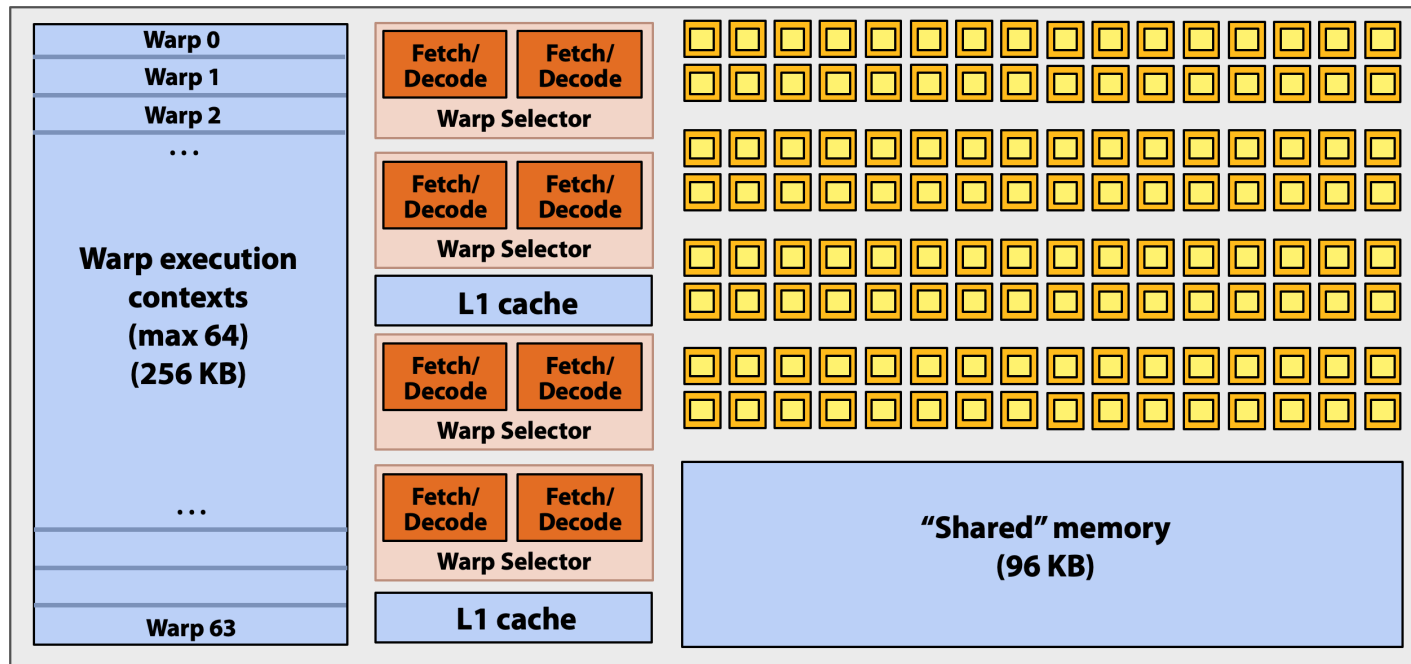 Warp 0
Warp 1
Warp 2
...
Warp execution
contexts
(max 64)
(256 KB)
...
Warp 63
Fetch/
Decode
Fetch/
Decode
Warp Selector
Fetch/
Decode
Fetch/
Decode
Warp Selector
L1 cache
Fetch/
Decode
Fetch/
Decode
Warp Selector
Fetch/
Decode
Fetch/
Decode
Warp Selector
L1 cache
“Shared” memory
(96 KB)